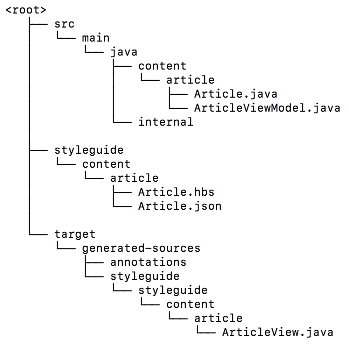 <root>
├── src
│   └── main
│       └── java
│           ├── content
│           │   └── article
│           │       ├── Article.java
│           │       └── ArticleViewModel.java
│           └── internal
│
├── styleguide
│   └── content
│       └── article
│           ├── Article.hbs
│           └── Article.json
│
└── target
    └── generated-sources
        ├── annotations
        └── styleguide
            └── styleguide
                └── content
                    └── article
                        └── ArticleView.java